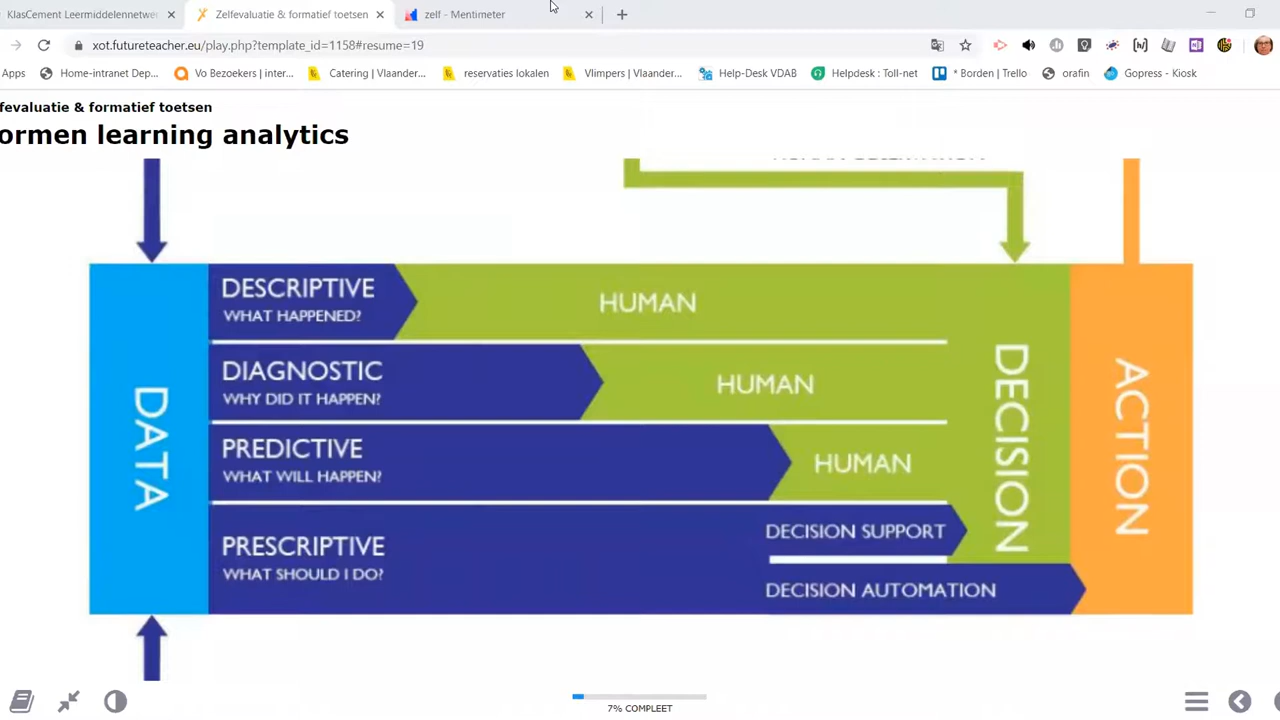 KlasCement Leermiddelennetwe
Zelfevaluatie & formatief toetsen
zelf - Mentimeter
xot.futureteacher.eu/play.php?template_id=1158#resume=19
Apps
Home-intranet Dep...
Vo Bezoekers | inter...
Catering | Vlaander...
reservaties lokalen
Vlimpers | Vlaander...
Help-Desk VDAB
Helpdesk : Toll-net
* Borden | Trello
orafin
Gopress - Kiosk
fevaluatie & formatief toetsen
ormen learning analytics
DATA
DESCRIPTIVE
WHAT HAPPENED?
HUMAN
DIAGNOSTIC
WHY DID IT HAPPEN?
HUMAN
PREDICTIVE
WHAT WILL HAPPEN?
HUMAN
PRESCRIPTIVE
WHAT SHOULD I DO?
DECISION SUPPORT
DECISION AUTOMATION
DECISION
ACTION
7% COMPLEET